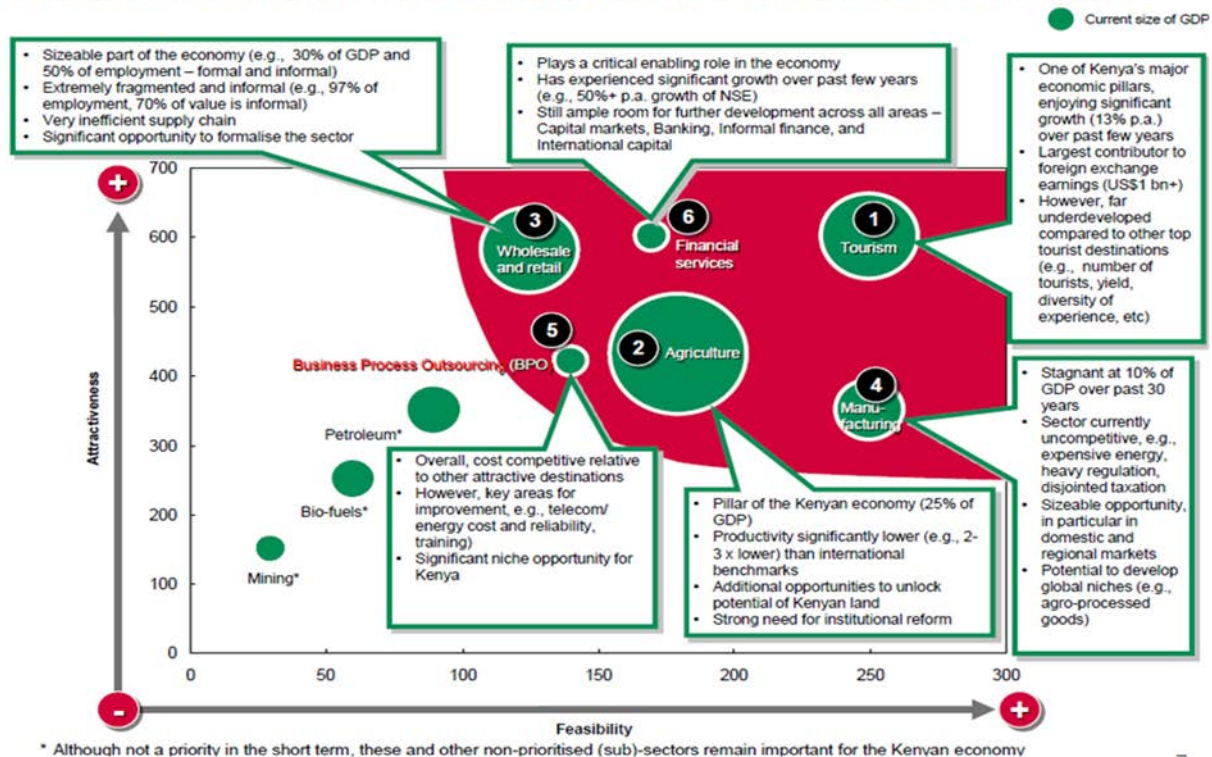 Current size of GDP
• Sizeable part of the economy (e.g., 30% of GDP and
50% of employment – formal and informal)
• Extremely fragmented and informal (e.g., 97% of
employment, 70% of value is informal)
• Very inefficient supply chain
• Significant opportunity to formalise the sector
• Plays a critical enabling role in the economy
• Has experienced significant growth over past few years
(e.g., 50%+ p.a. growth of NSE)
• Still ample room for further development across all areas –
Capital markets, Banking, Informal finance, and
International capital
• One of Kenya's major
economic pillars,
enjoying significant
growth (13% p.a.)
over past few years
• Largest contributor to
foreign exchange
earnings (US$1 bn+)
• However, far
underdeveloped
compared to other top
tourist destinations
(e.g., number of
tourists, yield,
diversity of
experience, etc)
+
Attractiveness
700
600
500
400
300
200
100
0
3
Wholesale
and retail
6
Financial
services
1
Tourism
5
Business Process Outsourcing (BPO
2
Agriculture
4
Manu-
facturing
Petroleum*
Bio-fuels*
Mining*
• Overall, cost competitive relative
to other attractive destinations
• However, key areas for
improvement, e.g., telecom/
energy cost and reliability,
training)
• Significant niche opportunity for
Kenya
• Pillar of the Kenyan economy (25% of
GDP)
• Productivity significantly lower (e.g., 2-
3 x lower) than international
benchmarks
• Additional opportunities to unlock
potential of Kenyan land
• Strong need for institutional reform
• Stagnant at 10% of
GDP over past 30
years
• Sector currently
uncompetitive, e.g.,
expensive energy,
heavy regulation,
disjointed taxation
• Sizeable opportunity,
in particular in
domestic and
regional markets
• Potential to develop
global niches (e.g.,
agro-processed
goods)
0 50 100 150 200 250 300
-
+
Feasibility
* Although not a priority in the short term, these and other non-prioritised (sub)-sectors remain important for the Kenyan economy